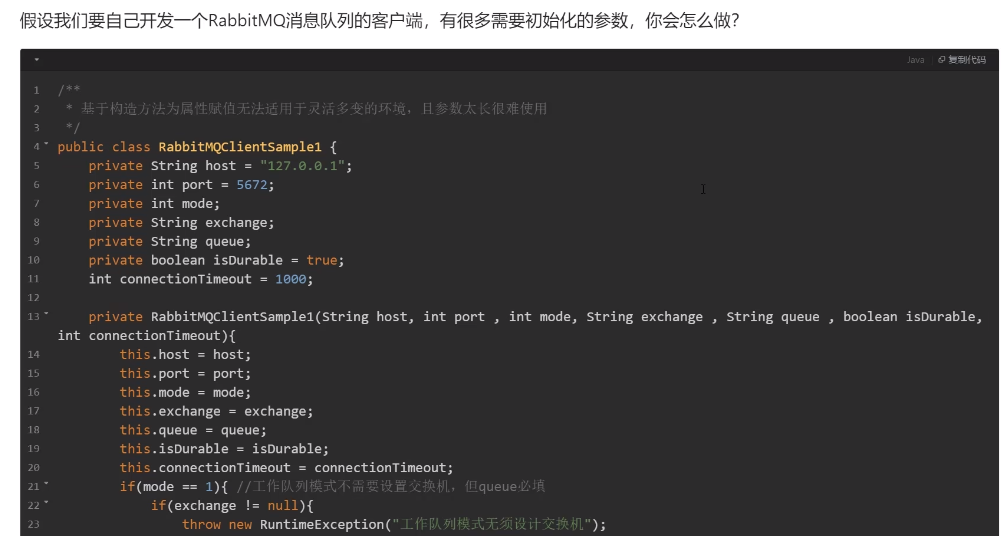 假设我们要自己开发一个RabbitMQ消息队列的客户端，有很多需要初始化的参数，你会怎么做？
Java 复制代码
1 /**
2 * 基于构造方法为属性赋值无法适用于灵活多变的环境，且参数太长很难使用
3 */
4 public class RabbitMQClientSample1 {
5 private String host = "127.0.0.1";
6 private int port = 5672;
7 private int mode;
8 private String exchange;
9 private String queue;
10 private boolean isDurable = true;
11 int connectionTimeout = 1000;
12
13 private RabbitMQClientSample1(String host, int port , int mode, String exchange , String queue , boolean isDurable,
int connectionTimeout){
14 this.host = host;
15 this.port = port;
16 this.mode = mode;
17 this.exchange = exchange;
18 this.queue = queue;
19 this.isDurable = isDurable;
20 this.connectionTimeout = connectionTimeout;
21 if(mode == 1){ //工作队列模式不需要设置交换机，但queue必填
22 if(exchange != null){
23 throw new RuntimeException("工作队列模式无须设计交换机");